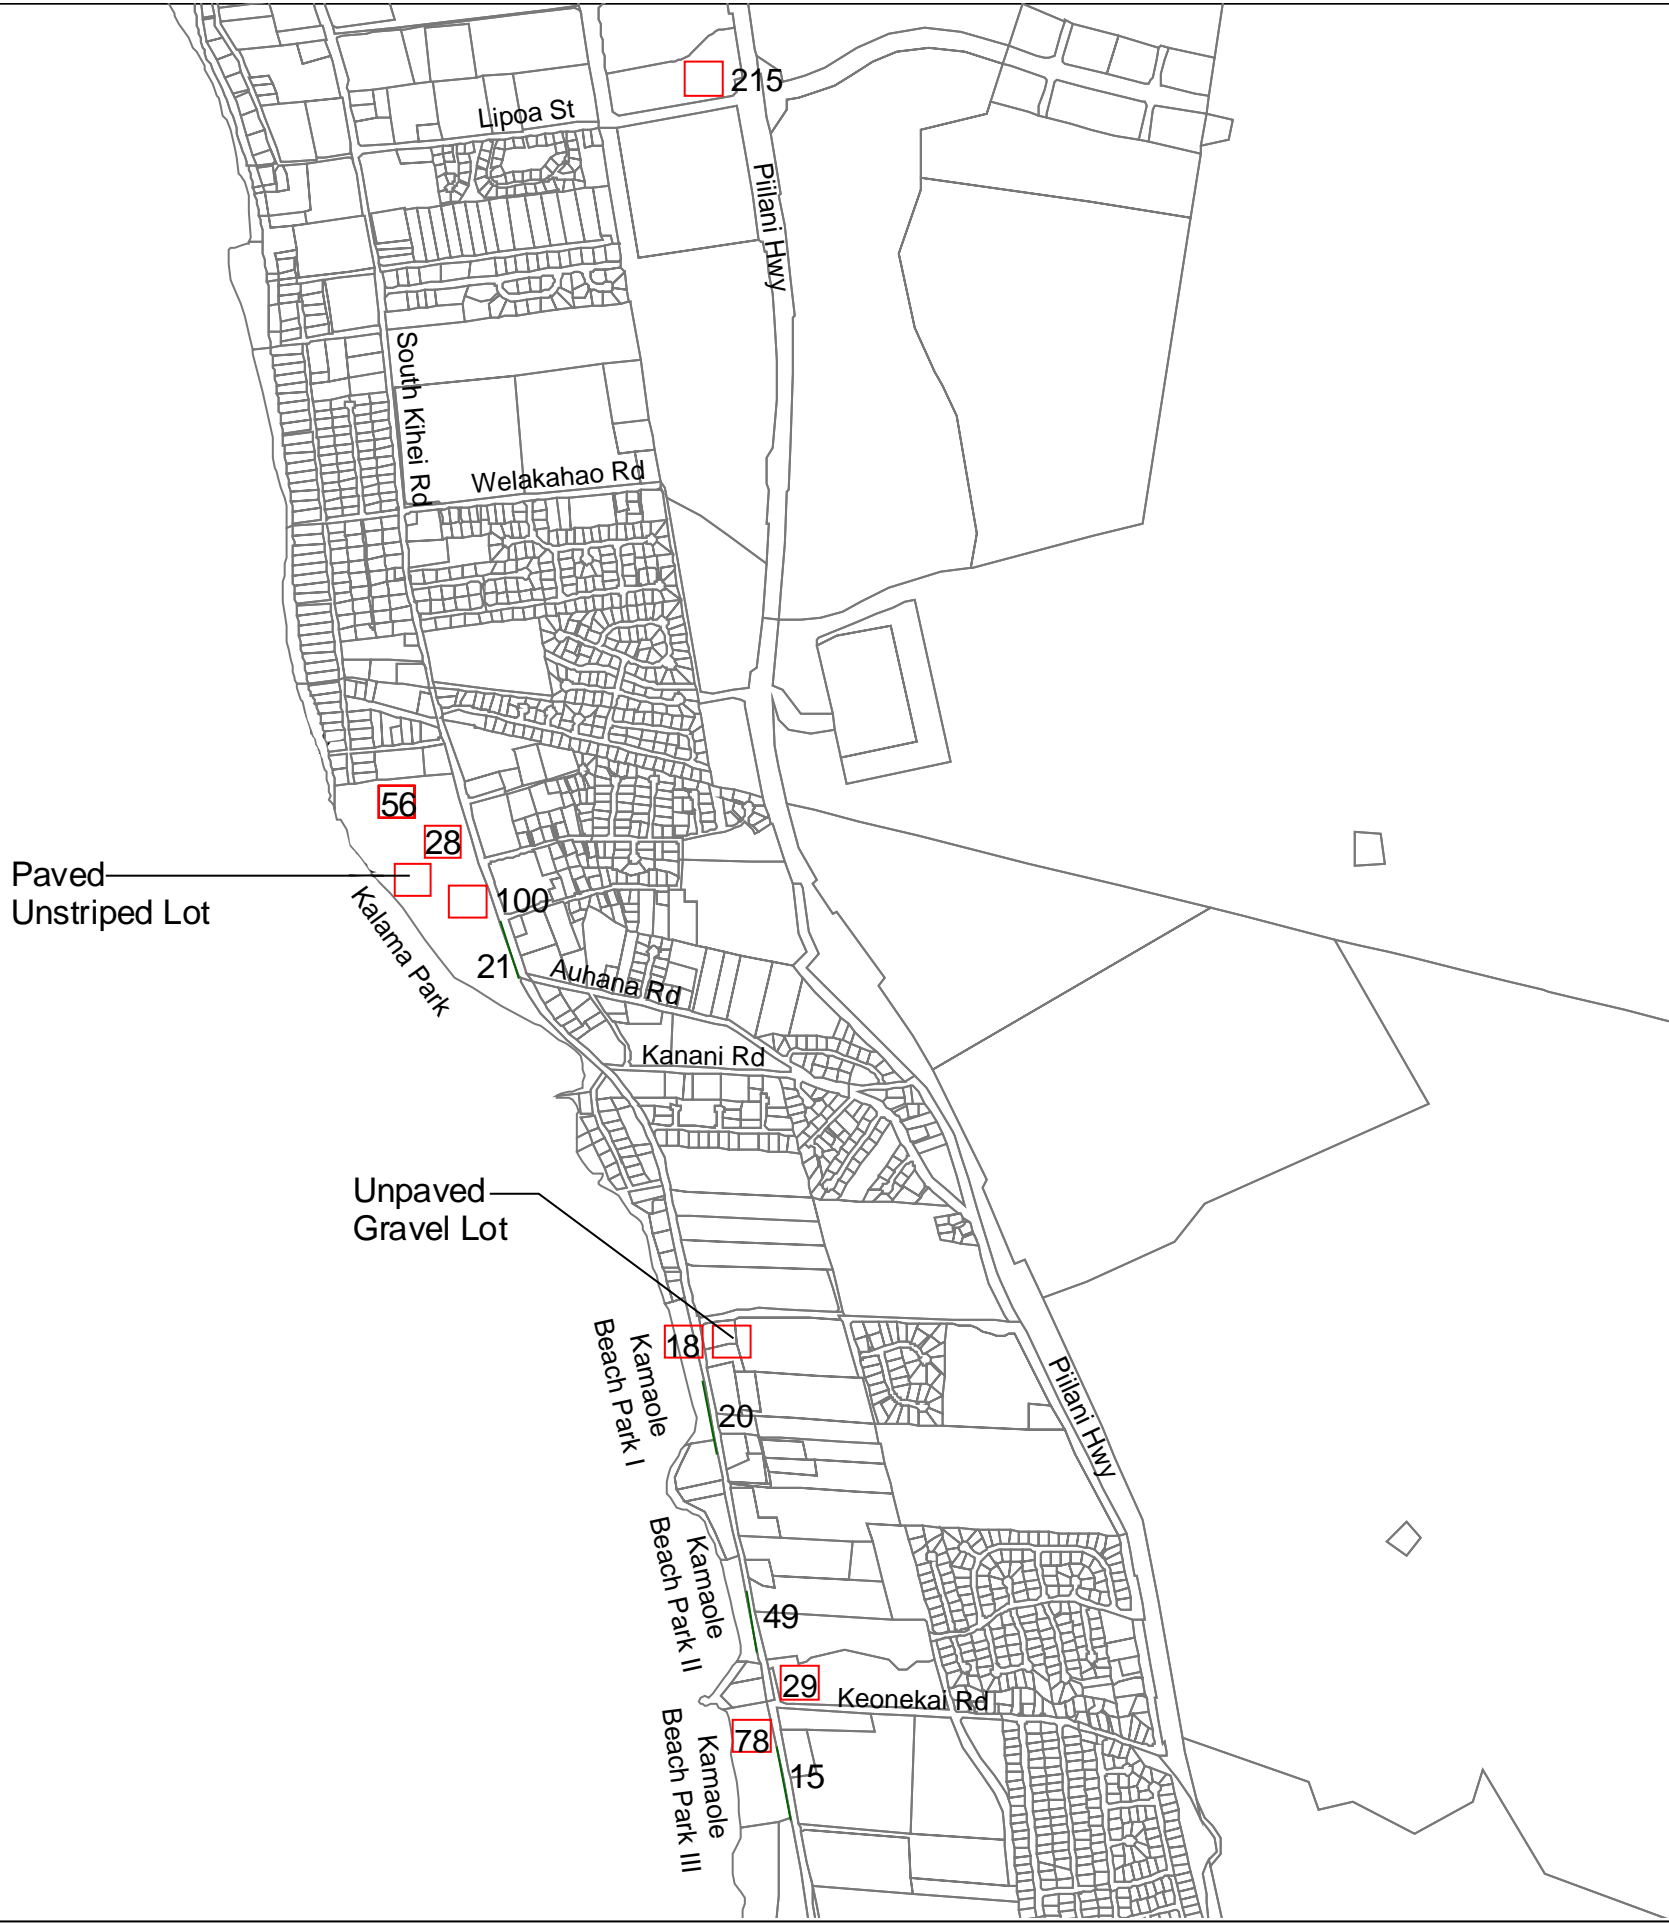 215
Lipoa St
Piilani Hwy
South Kihei Rd
Welakahao Rd
56
28
Paved
Unstriped Lot
100
Kalama Park
21
Auhana Rd
Kanani Rd
Unpaved
Gravel Lot
18
Kamaole
Beach Park I
20
Piilani Hwy
Kamaole
Beach Park II
49
29
Keonekai Rd
78
Kamaole
Beach Park III
15